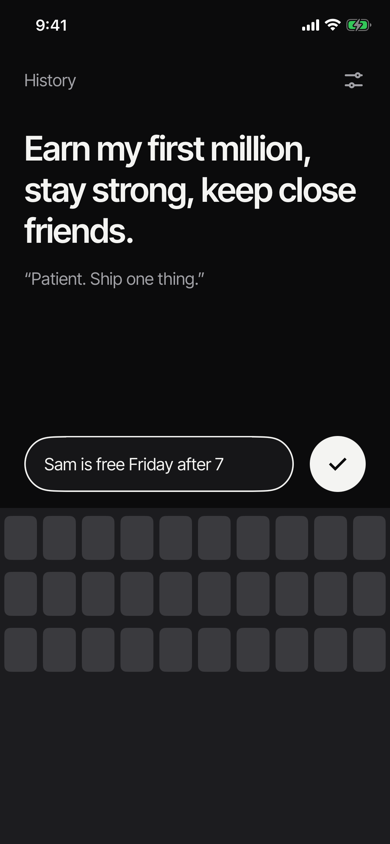 9:41
History
Earn my first million,
stay strong, keep close
friends.
“Patient. Ship one thing.”
Sam is free Friday after 7